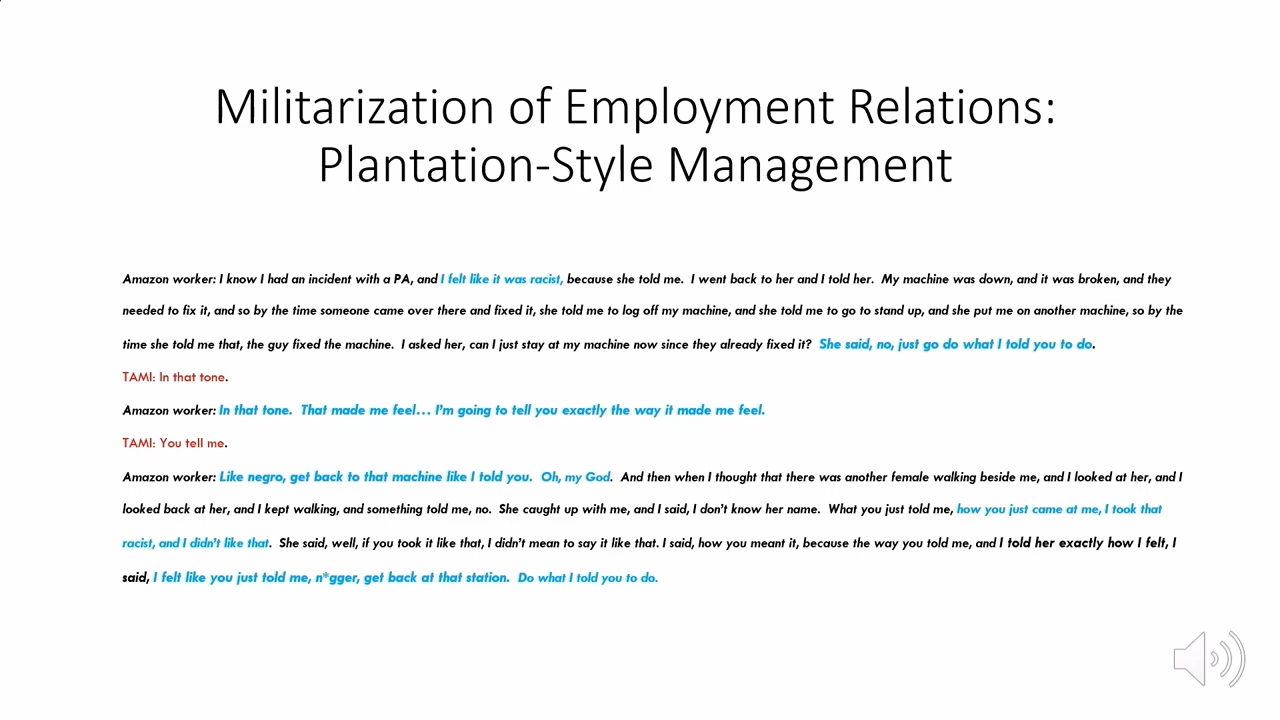 Militarization of Employment Relations:
Plantation-Style Management
Amazon worker: I know I had an incident with a PA, and I felt like it was racist, because she told me.  I went back to her and I told her.  My machine was down, and it was broken, and they
needed to fix it, and so by the time someone came over there and fixed it, she told me to log off my machine, and she told me to go to stand up, and she put me on another machine, so by the
time she told me that, the guy fixed the machine.  I asked her, can I just stay at my machine now since they already fixed it?  She said, no, just go do what I told you to do.
TAMI: In that tone.
Amazon worker: In that tone.  That made me feel… I’m going to tell you exactly the way it made me feel.
TAMI: You tell me.
Amazon worker: Like negro, get back to that machine like I told you.  Oh, my God.  And then when I thought that there was another female walking beside me, and I looked at her, and I
looked back at her, and I kept walking, and something told me, no.  She caught up with me, and I said, I don’t know her name.  What you just told me, how you just came at me, I took that
racist, and I didn’t like that.  She said, well, if you took it like that, I didn’t mean to say it like that. I said, how you meant it, because the way you told me, and I told her exactly how I felt, I
said, I felt like you just told me, n*gger, get back at that station.  Do what I told you to do.